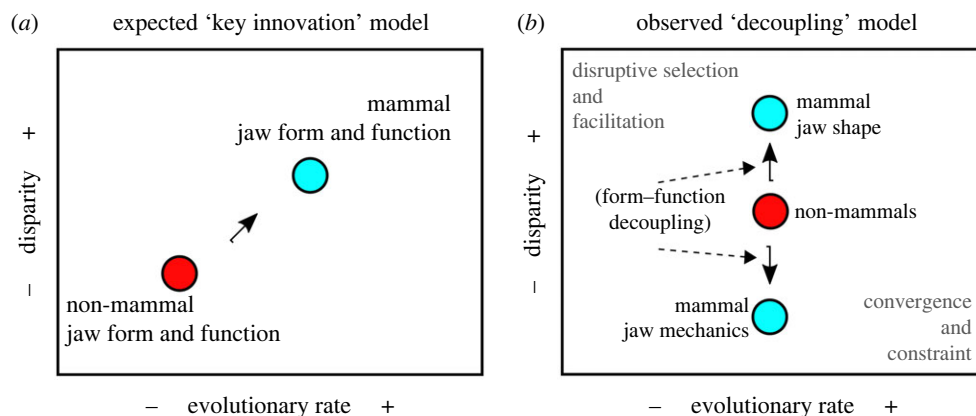 (a) expected ‘key innovation’ model
mammal
jaw form and function
non-mammal
jaw form and function
– disparity +
– evolutionary rate +
(b) observed ‘decoupling’ model
disruptive selection
and
facilitation
mammal
jaw shape
(form–function
decoupling)
non-mammals
mammal
jaw mechanics
convergence
and
constraint
– disparity +
– evolutionary rate +